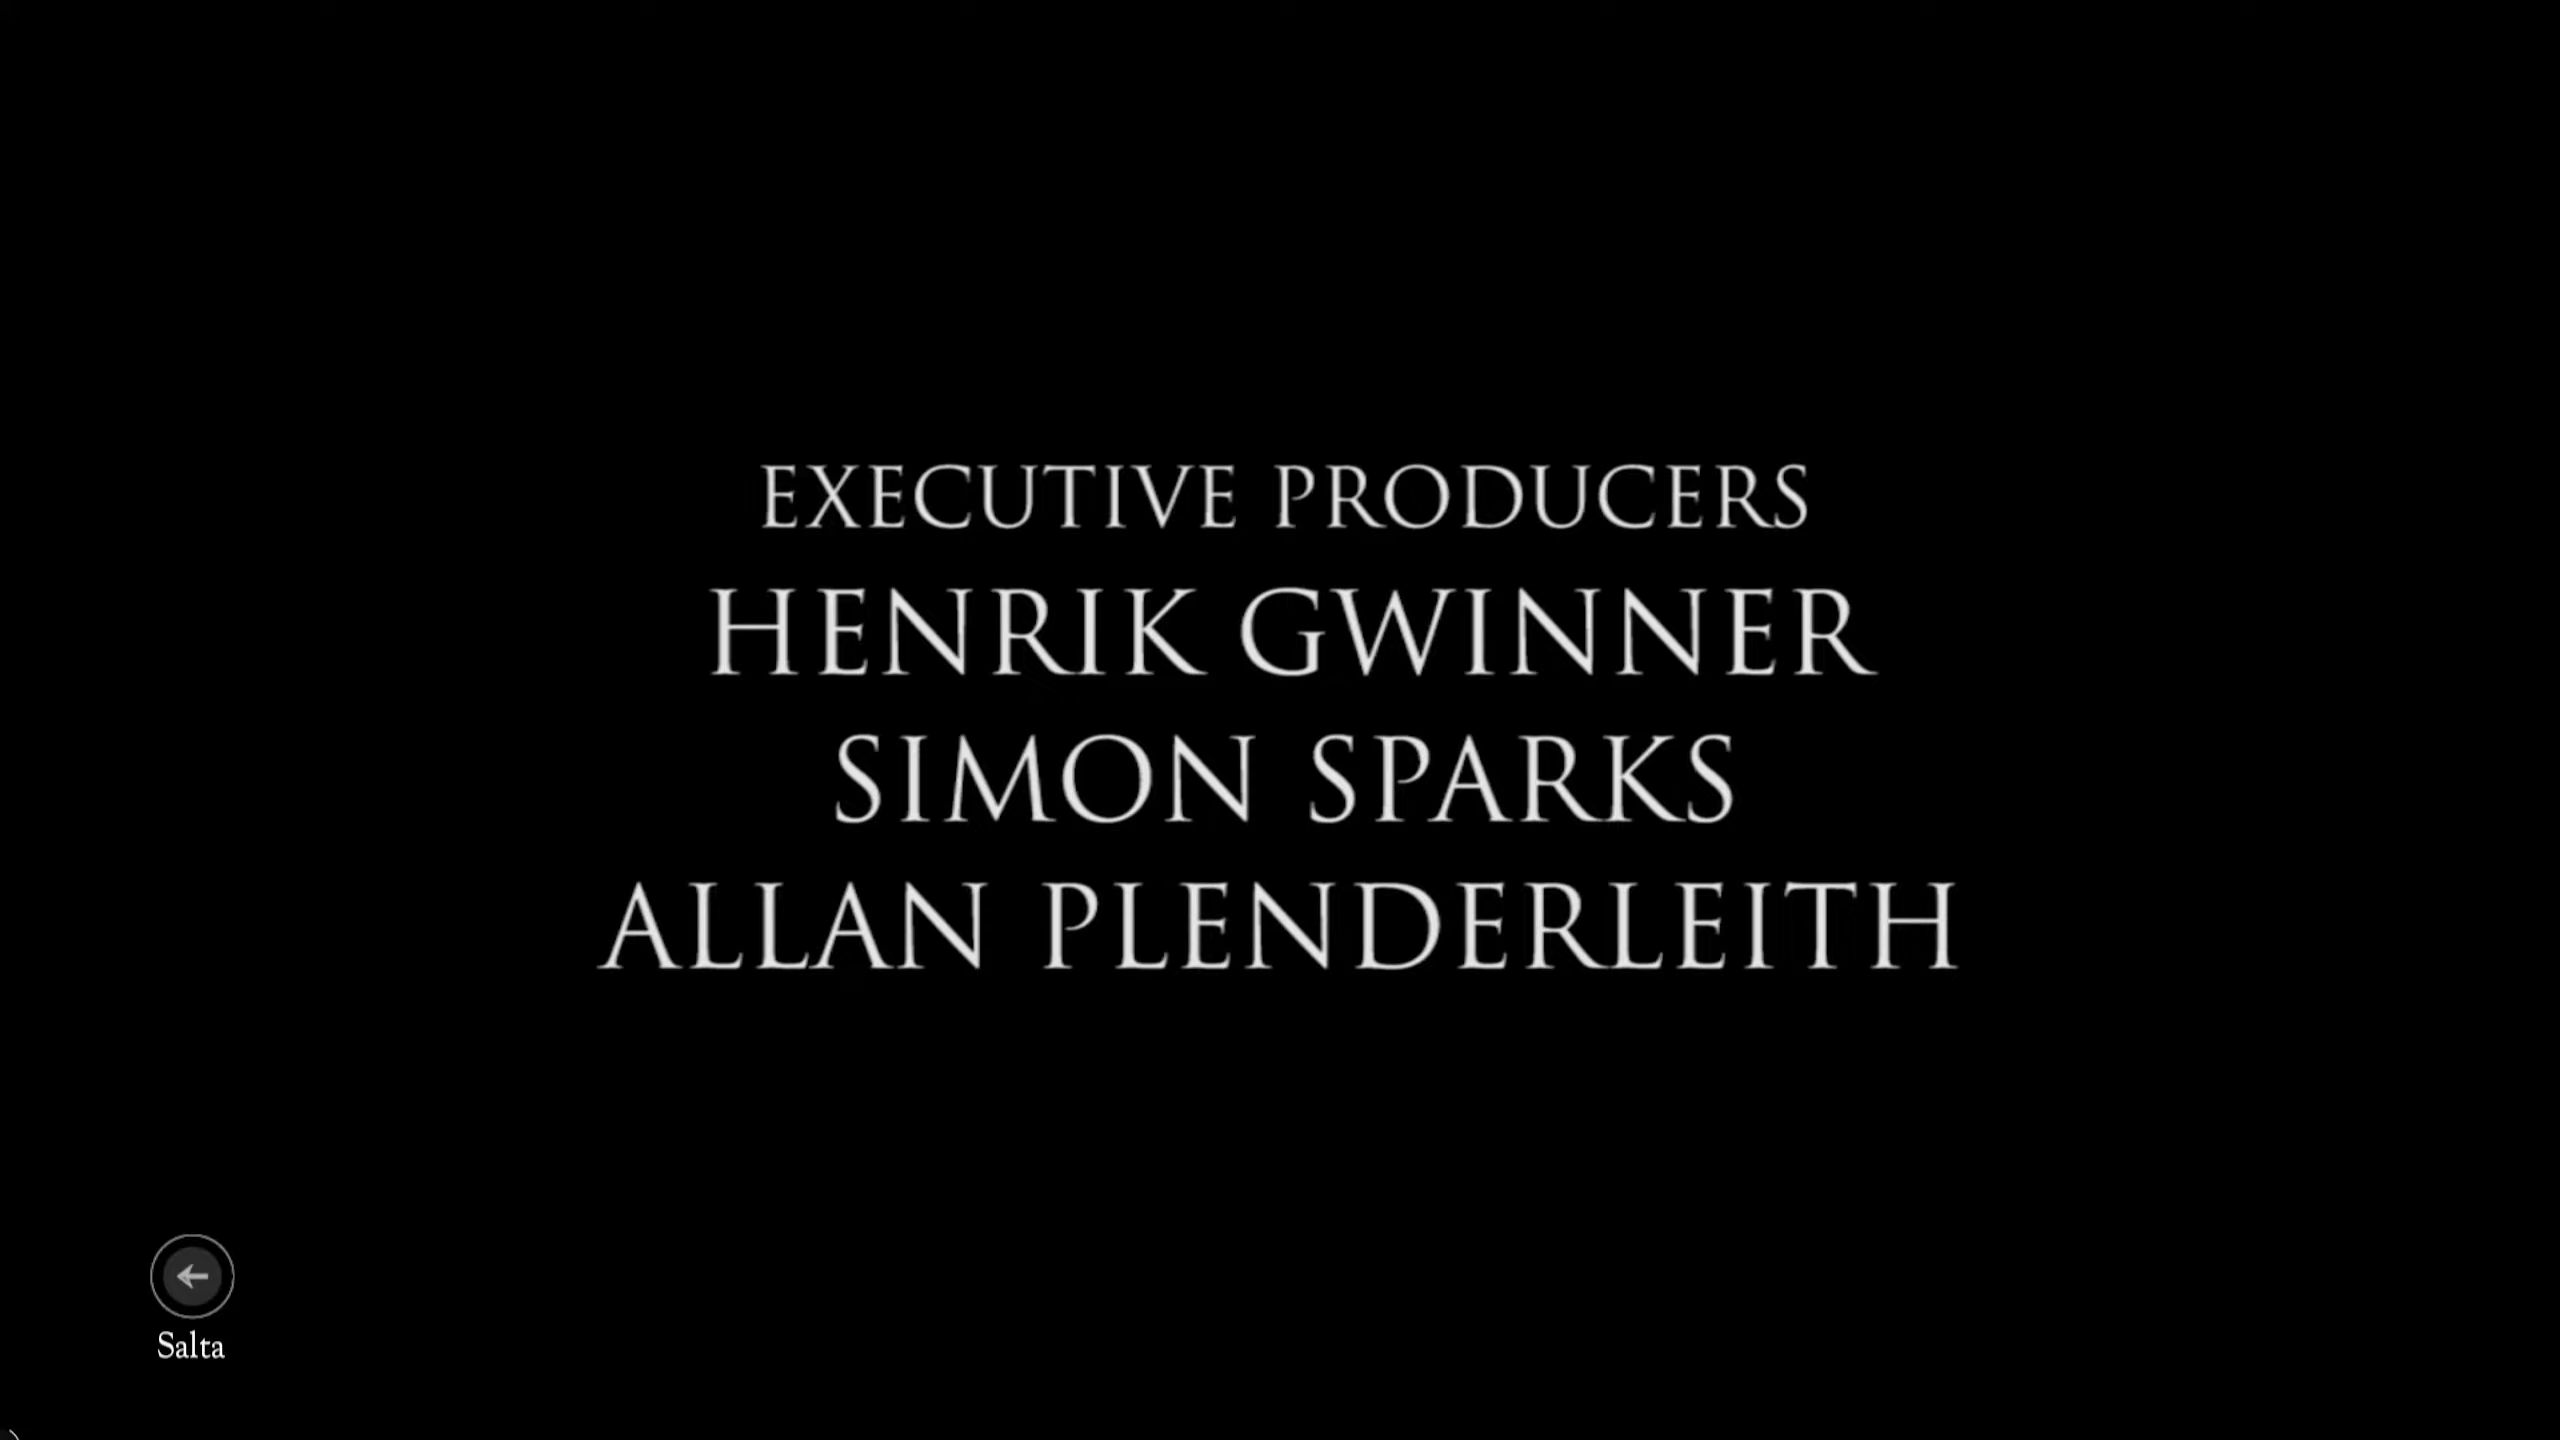 EXECUTIVE PRODUCERS
HENRIK GWINNER
SIMON SPARKS
ALLAN PLENDERLEITH
Salta